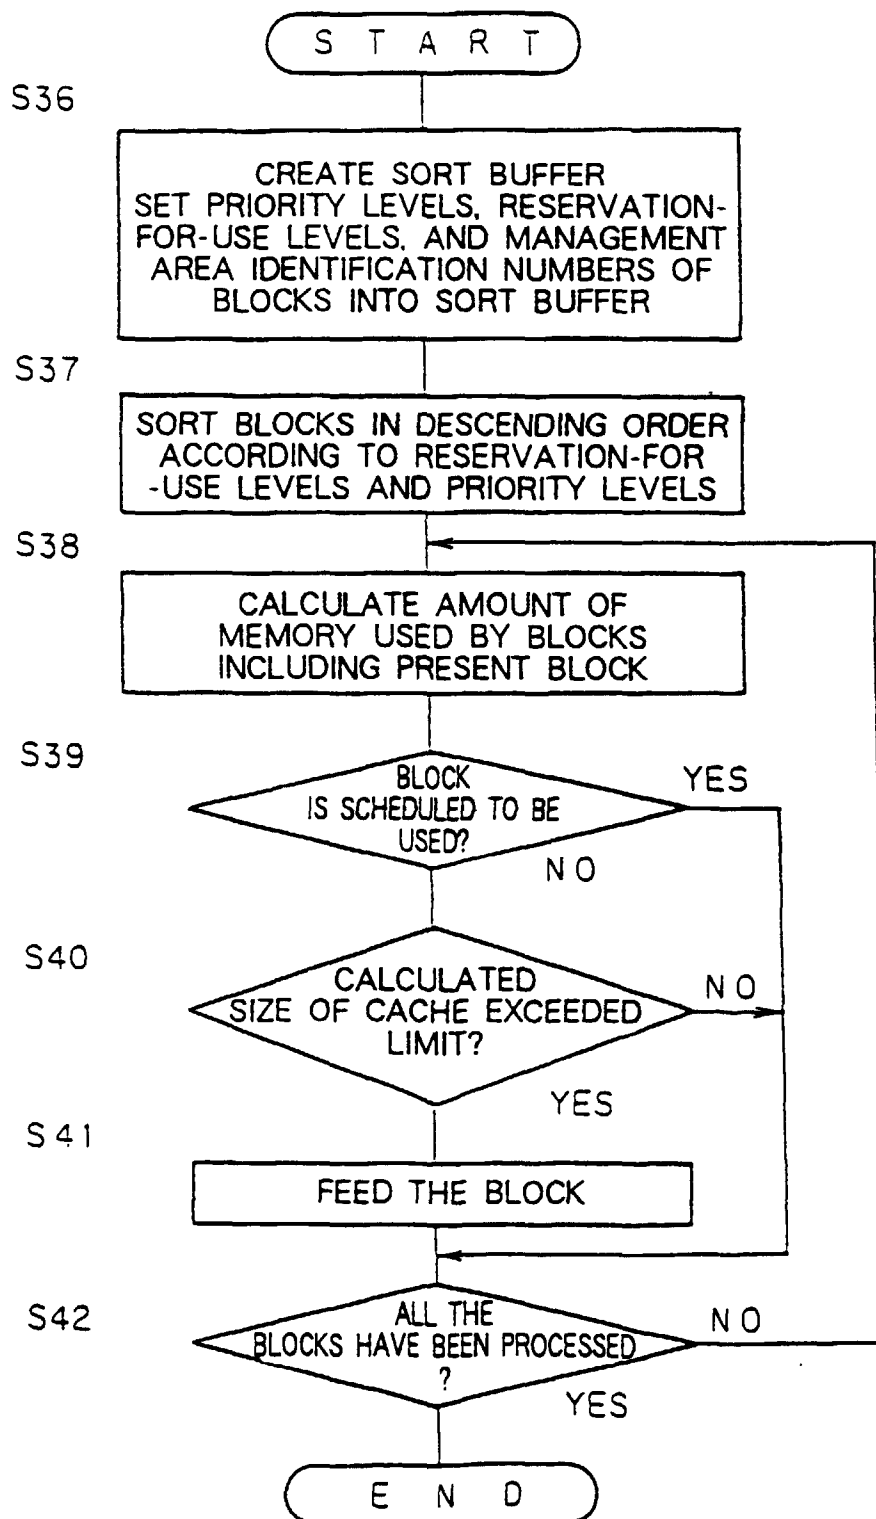 START
S36
CREATE SORT BUFFER
SET PRIORITY LEVELS, RESERVATION-
FOR-USE LEVELS, AND MANAGEMENT
AREA IDENTIFICATION NUMBERS OF
BLOCKS INTO SORT BUFFER
S37
SORT BLOCKS IN DESCENDING ORDER
ACCORDING TO RESERVATION-FOR
-USE LEVELS AND PRIORITY LEVELS
S38
CALCULATE AMOUNT OF
MEMORY USED BY BLOCKS
INCLUDING PRESENT BLOCK
S39
BLOCK
IS SCHEDULED TO BE
USED?
YES
NO
S40
CALCULATED
SIZE OF CACHE EXCEEDED
LIMIT?
NO
YES
S41
FEED THE BLOCK
S42
ALL THE
BLOCKS HAVE BEEN PROCESSED
?
NO
YES
END